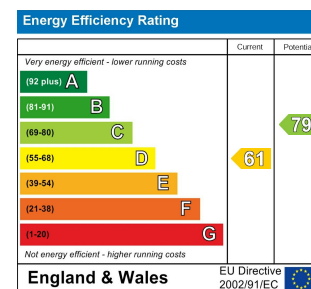 Energy Efficiency Rating
Current Potentia
Very energy efficient - lower running costs
(92 plus) A
(81-91) B
(69-80) C
79
(55-68) D
61
(39-54) E
(21-38) F
(1-20) G
Not energy efficient - higher running costs
England & Wales
EU Directive
2002/91/EC